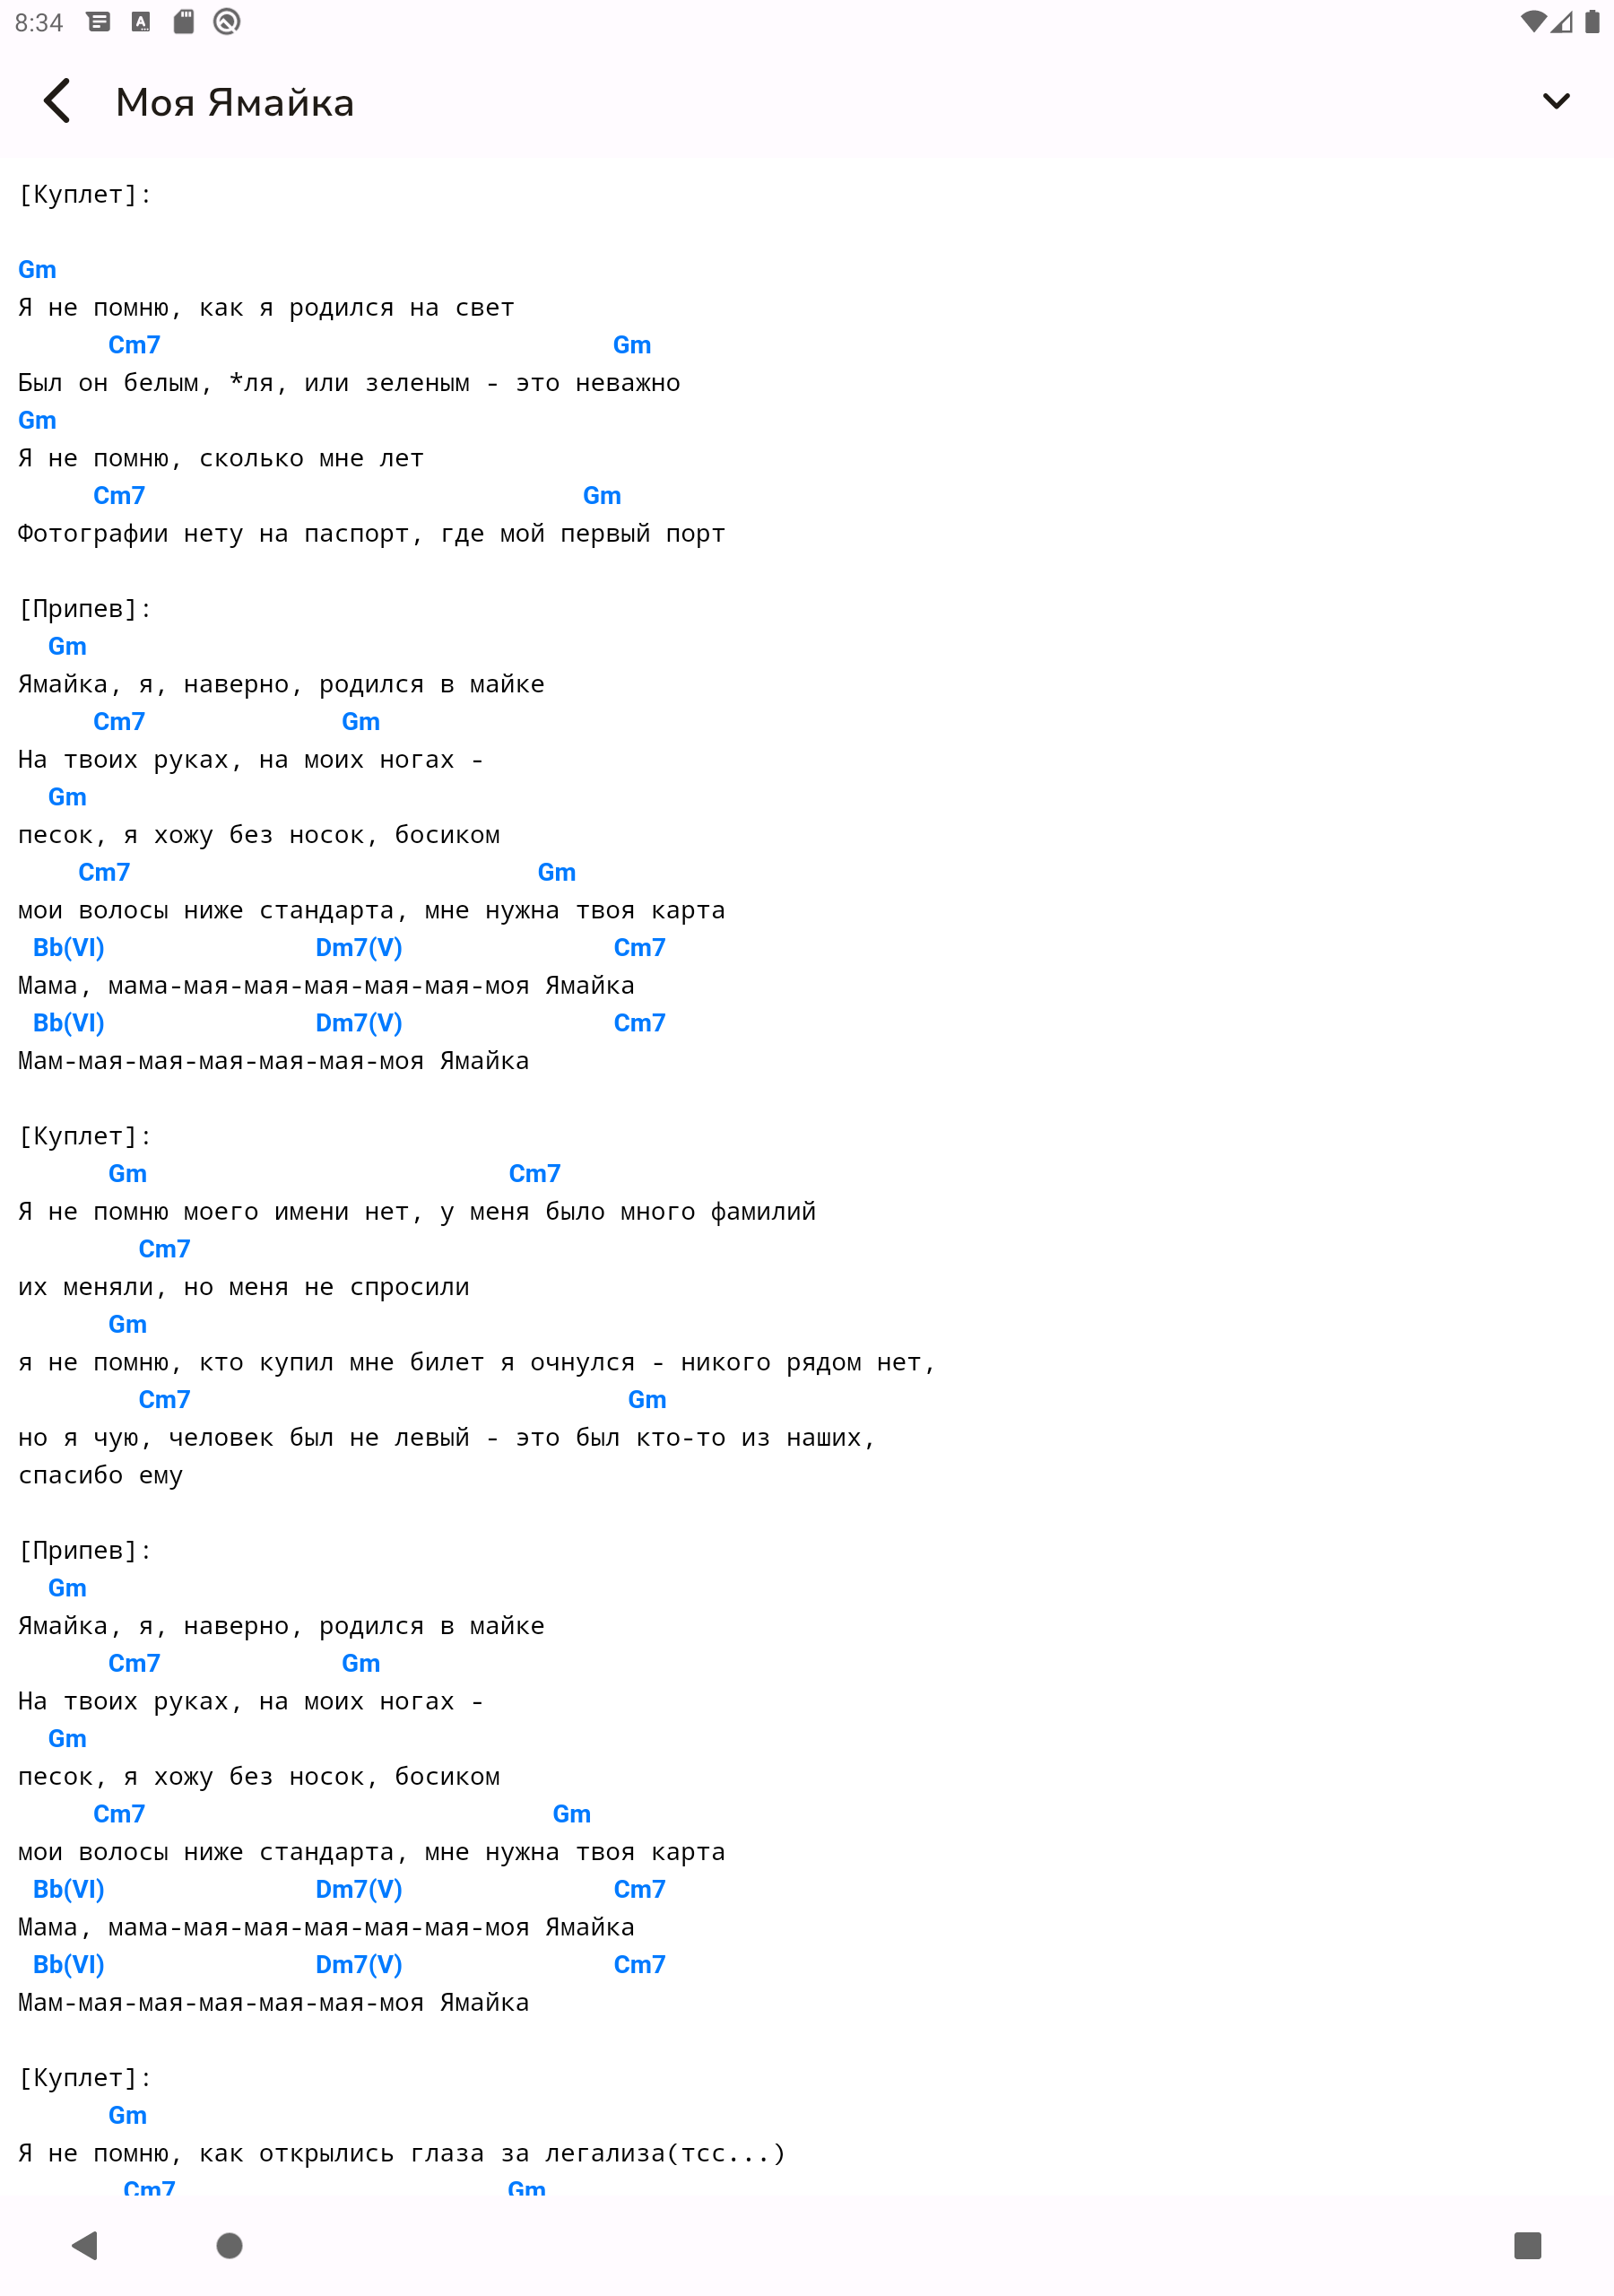 8:34
Моя Ямайка
[Куплет]:
Gm
Я не помню, как я родился на свет
Cm7 Gm
Был он белым, *ля, или зеленым - это неважно
Gm
Я не помню, сколько мне лет
Cm7 Gm
Фотографии нету на паспорт, где мой первый порт
[Припев]:
Gm
Ямайка, я, наверно, родился в майке
Cm7 Gm
На твоих руках, на моих ногах -
Gm
песок, я хожу без носок, босиком
Cm7 Gm
мои волосы ниже стандарта, мне нужна твоя карта
Bb(VI) Dm7(V) Cm7
Мама, мама-мая-мая-мая-мая-мая-моя Ямайка
Bb(VI) Dm7(V) Cm7
Мам-мая-мая-мая-мая-мая-моя Ямайка
[Куплет]:
Gm Cm7
Я не помню моего имени нет, у меня было много фамилий
Cm7
их меняли, но меня не спросили
Gm
я не помню, кто купил мне билет я очнулся - никого рядом нет,
Cm7 Gm
но я чую, человек был не левый - это был кто-то из наших,
спасибо ему
[Припев]:
Gm
Ямайка, я, наверно, родился в майке
Cm7 Gm
На твоих руках, на моих ногах -
Gm
песок, я хожу без носок, босиком
Cm7 Gm
мои волосы ниже стандарта, мне нужна твоя карта
Bb(VI) Dm7(V) Cm7
Мама, мама-мая-мая-мая-мая-мая-моя Ямайка
Bb(VI) Dm7(V) Cm7
Мам-мая-мая-мая-мая-мая-моя Ямайка
[Куплет]:
Gm
Я не помню, как открылись глаза за легализа(тсс...)
Cm7 Gm